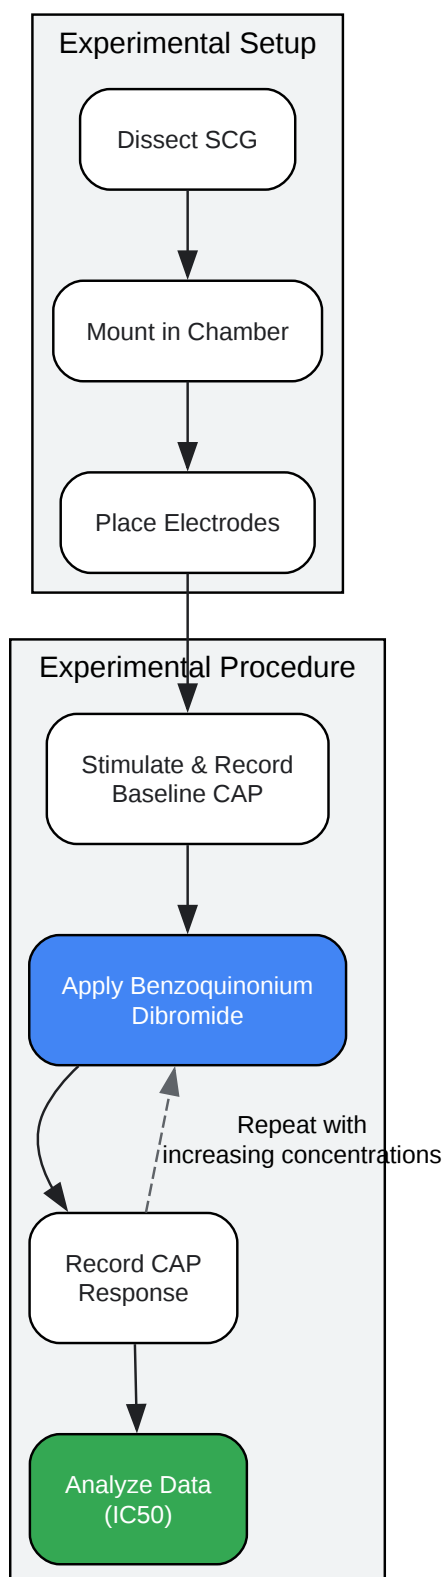 Experimental Setup
Dissect SCG
Mount in Chamber
Place Electrodes
Experimental Procedure
Stimulate & Record
Baseline CAP
Apply Benzoquinonium
Dibromide
Repeat with
increasing concentrations
Record CAP
Response
Analyze Data
(IC50)